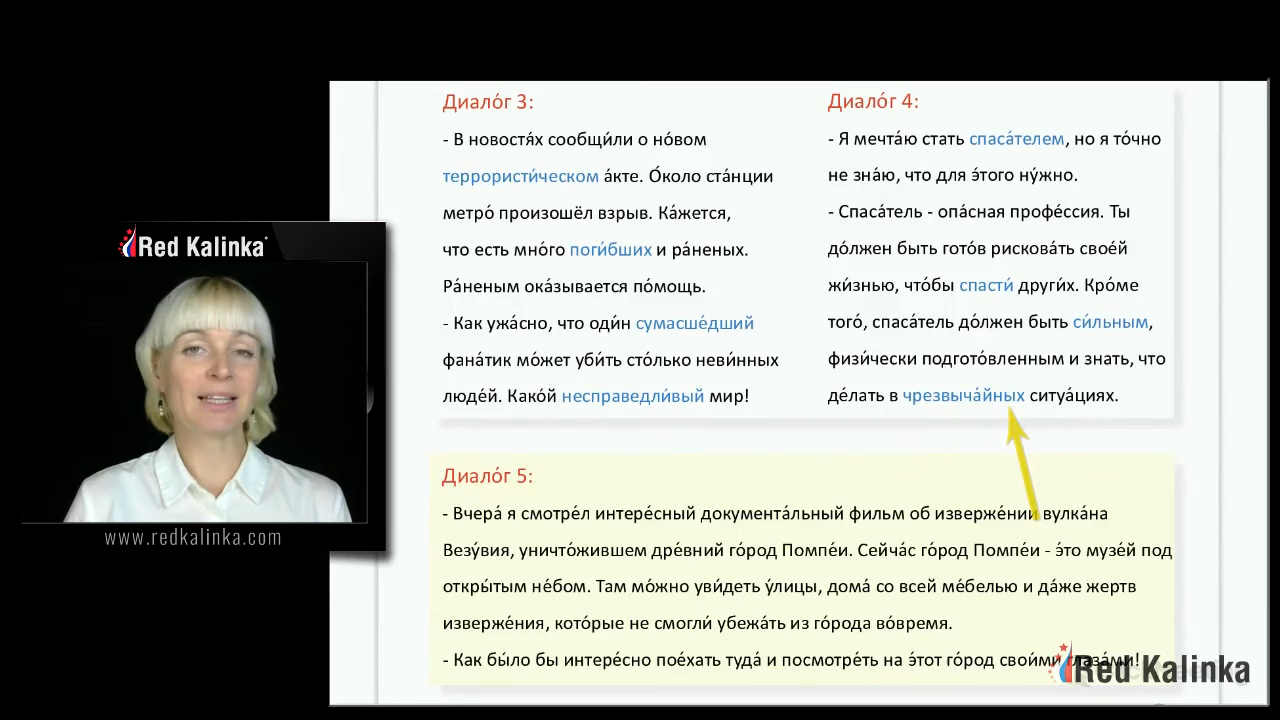 Red Kalinka
www.redkalinka.com
Диало́г 3:
- В новостя́х сообщи́ли о но́вом
террористи́ческом а́кте. О́коло ста́нции
метро́ произошёл взрыв. Ка́жется,
что есть мно́го поги́бших и ра́неных.
Ра́неным ока́зывается по́мощь.
- Как ужа́сно, что оди́н сумасше́дший
фана́тик мо́жет уби́ть сто́лько неви́нных
люде́й. Како́й несправедли́вый мир!
Диало́г 4:
- Я мечта́ю стать спаса́телем, но я то́чно
не зна́ю, что для э́того ну́жно.
- Спаса́тель - опа́сная профе́ссия. Ты
до́лжен быть гото́в рискова́ть свое́й
жи́знью, что́бы спасти́ други́х. Кро́ме
того́, спаса́тель до́лжен быть си́льным,
физи́чески подгото́вленным и знать, что
де́лать в чрезвыча́йных ситуа́циях.
Диало́г 5:
- Вчера́ я смотре́л интере́сный документа́льный фильм об изверже́нии вулка́на
Везу́вия, уничто́жившем дре́вний го́род Помпе́и. Сейча́с го́род Помпе́и - э́то музе́й под
откры́тым не́бом. Там мо́жно уви́деть у́лицы, дома́ со всей ме́белью и да́же жертв
изверже́ния, кото́рые не смогли́ убежа́ть из го́рода во́время.
- Как бы́ло бы интере́сно пое́хать туда́ и посмотре́ть на э́тот го́род свои́ми глаза́ми!
Red Kalinka